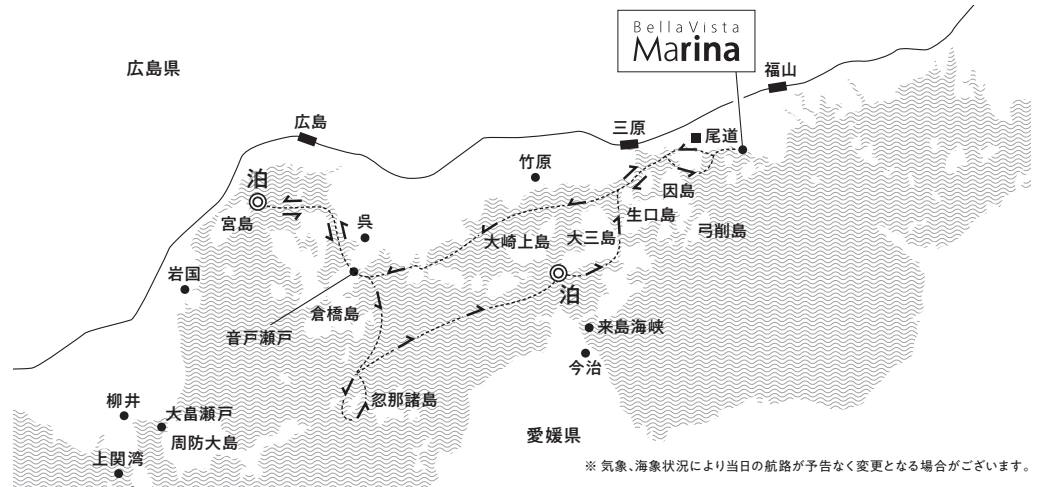 BellaVista
Marina
広島県
福山
広島
三原
尾道
竹原
泊
因島
宮島
呉
生口島
弓削島
大崎上島
大三島
岩国
泊
倉橋島
音戸瀬戸
来島海峡
今治
忽那諸島
柳井
大畠瀬戸
周防大島
愛媛県
上関湾
※ 気象、海象状況により当日の航路が予告なく変更となる場合がございます。